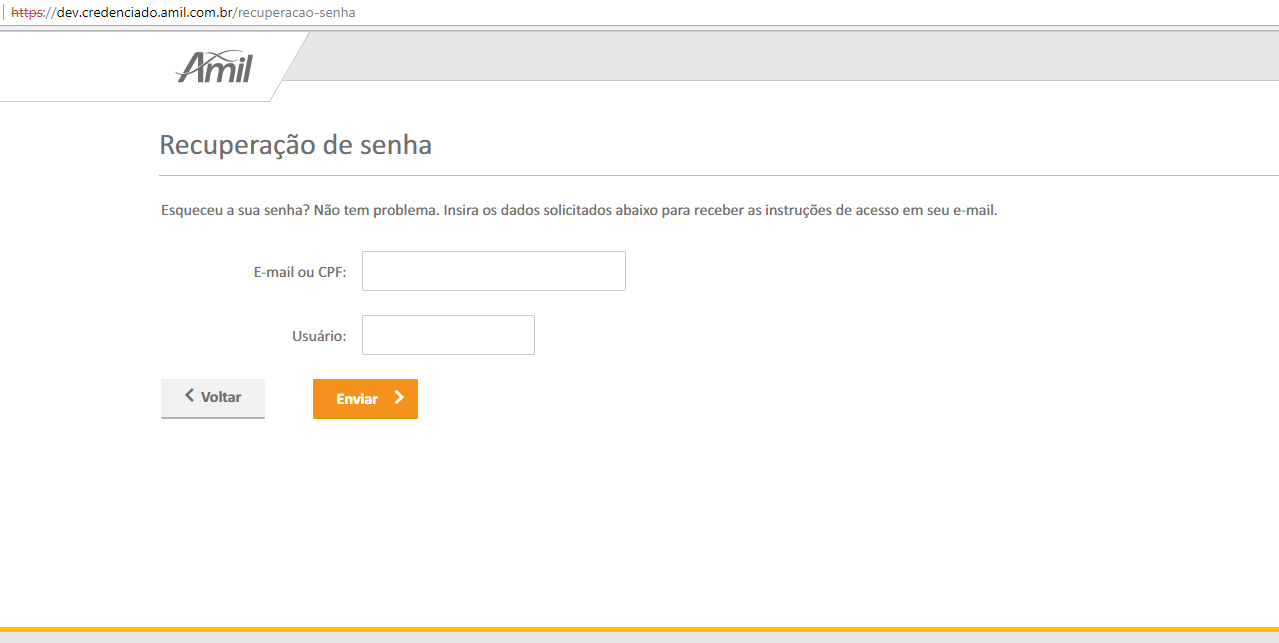 https://dev.credenciado.amil.com.br/recuperacao-senha
Amil
Recuperação de senha
Esqueceu a sua senha? Não tem problema. Insira os dados solicitados abaixo para receber as instruções de acesso em seu e-mail.
E-mail ou CPF:
Usuário:
Voltar
Enviar